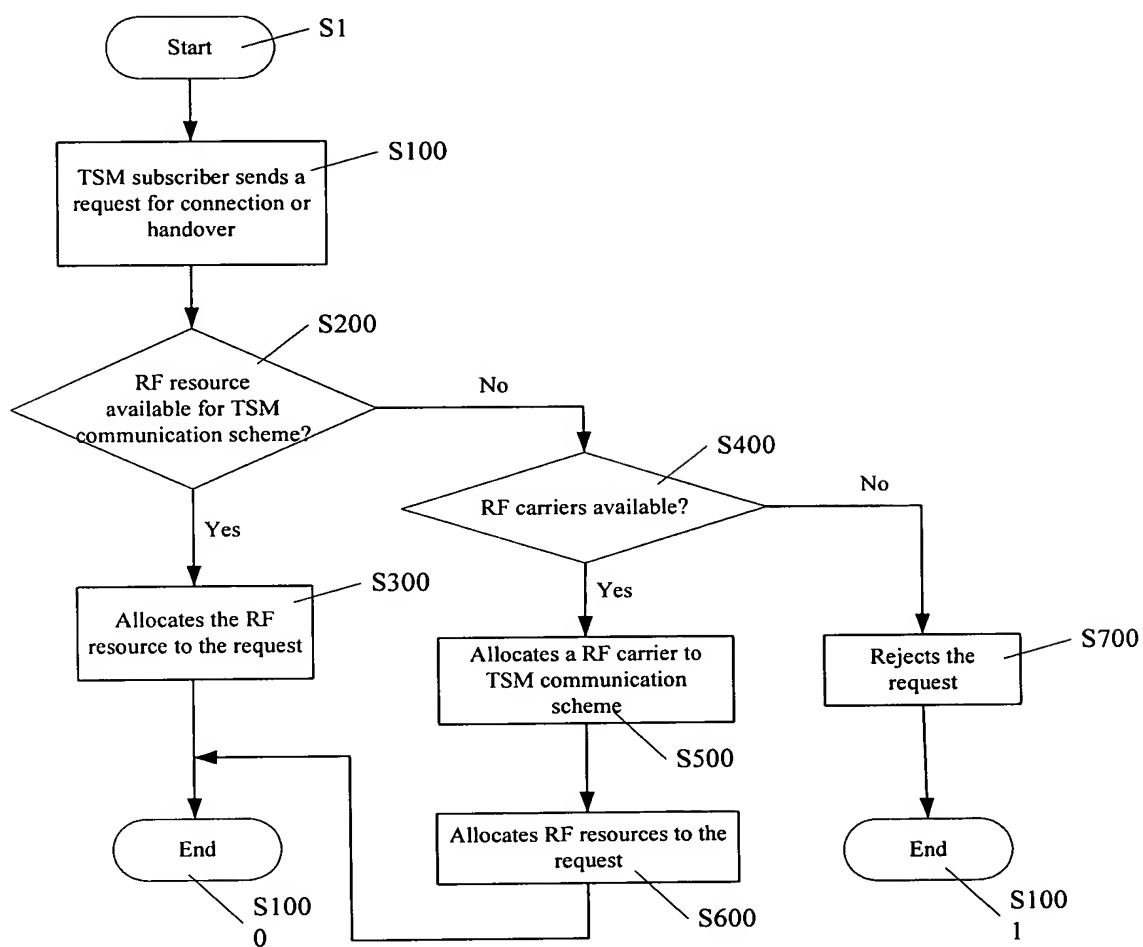 Start
S1
TSM subscriber sends a
request for connection or
handover
S100
RF resource
available for TSM
communication scheme?
S200
No
Yes
RF carriers available?
S400
No
Yes
Allocates the RF
resource to the request
S300
Allocates a RF carrier to
TSM communication
scheme
S500
Rejects the
request
S700
Allocates RF resources to the
request
S600
End
S100
0
End
S100
1